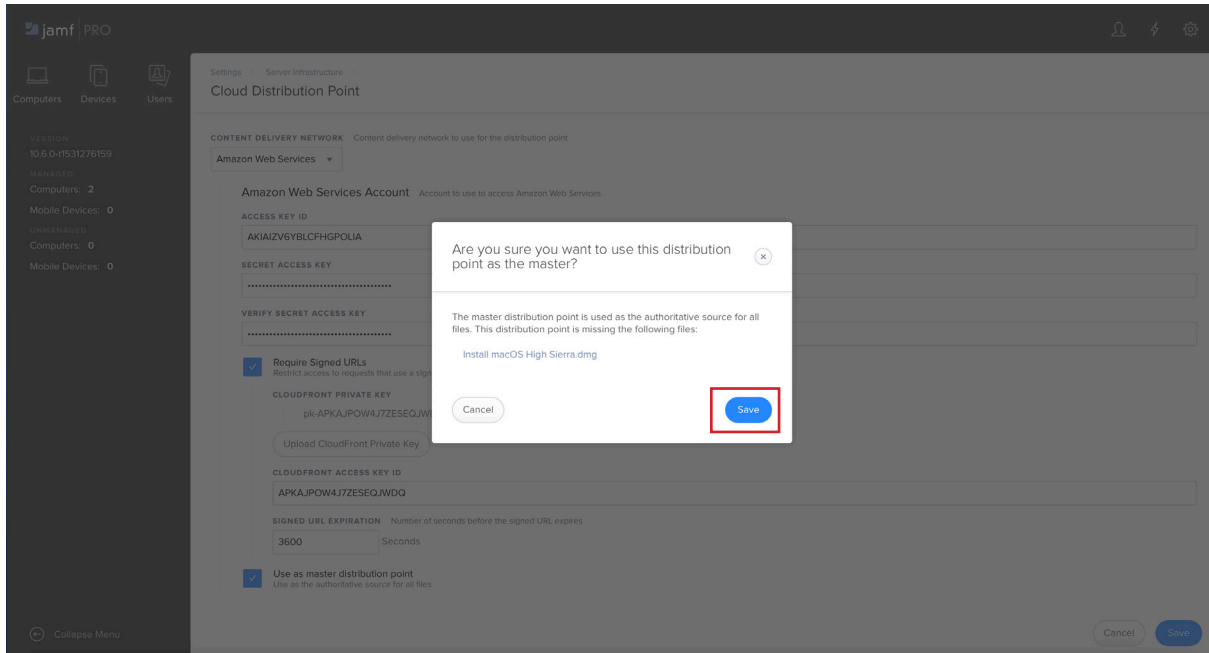 jamf PRO
Computers Devices Users
VERSION
10.6.0-t1531276159
MANAGED
Computers: 2
Mobile Devices: 0
UNMANAGED
Computers: 0
Mobile Devices: 0
Collapse Menu
Settings Server Infrastructure
Cloud Distribution Point
CONTENT DELIVERY NETWORK Content delivery network to use for the distribution point
Amazon Web Services
Amazon Web Services Account Account to use to access Amazon Web Services
ACCESS KEY ID
AKIAIZV6YBLCFHGPOLIA
SECRET ACCESS KEY
VERIFY SECRET ACCESS KEY
Require Signed URLs
Restrict access to requests that use a sign
CLOUDFRONT PRIVATE KEY
pk-APKAJPOW4J7ZESEQJW
Upload CloudFront Private Key
CLOUDFRONT ACCESS KEY ID
APKAJPOW4J7ZESEQJWDQ
SIGNED URL EXPIRATION Number of seconds before the signed URL expires
3600 Seconds
Use as master distribution point
Use as the authoritative source for all files
Cancel Save
Are you sure you want to use this distribution
point as the master?
The master distribution point is used as the authoritative source for all
files. This distribution point is missing the following files:
Install macOS High Sierra.dmg
Cancel Save